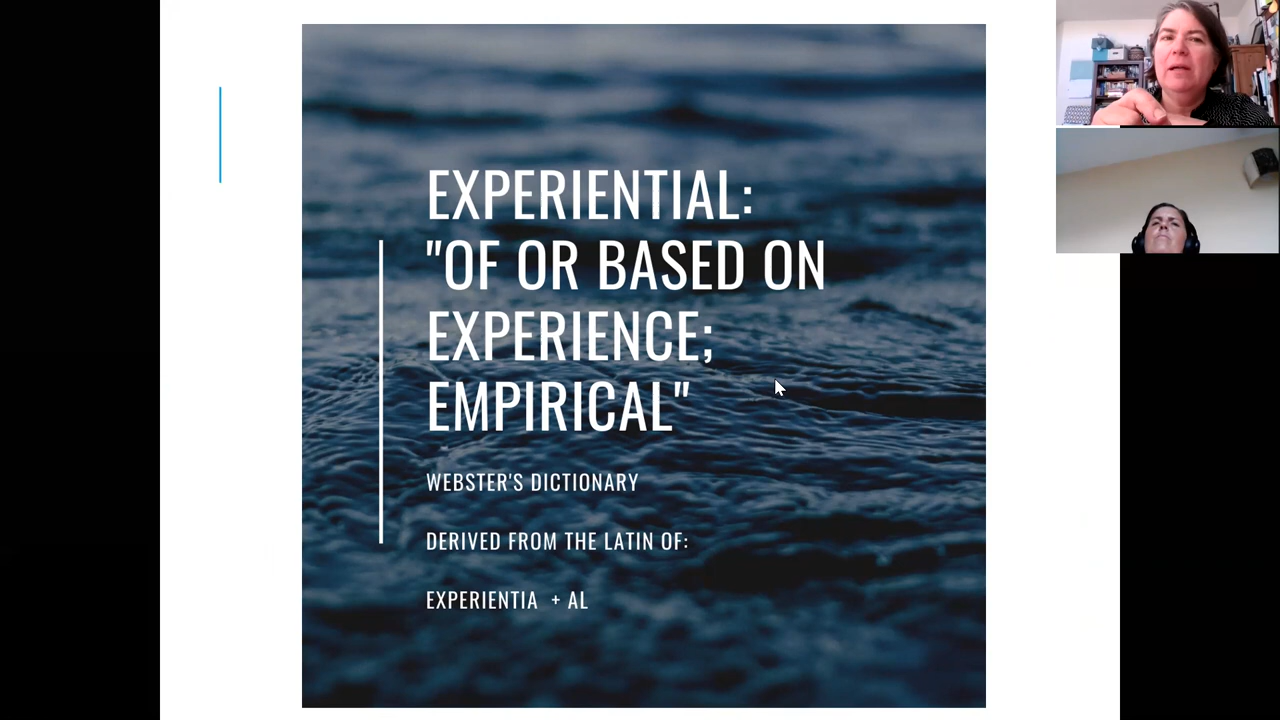 EXPERIENTIAL:
"OF OR BASED ON
EXPERIENCE;
EMPIRICAL"
WEBSTER'S DICTIONARY
DERIVED FROM THE LATIN OF:
EXPERIENTIA + AL